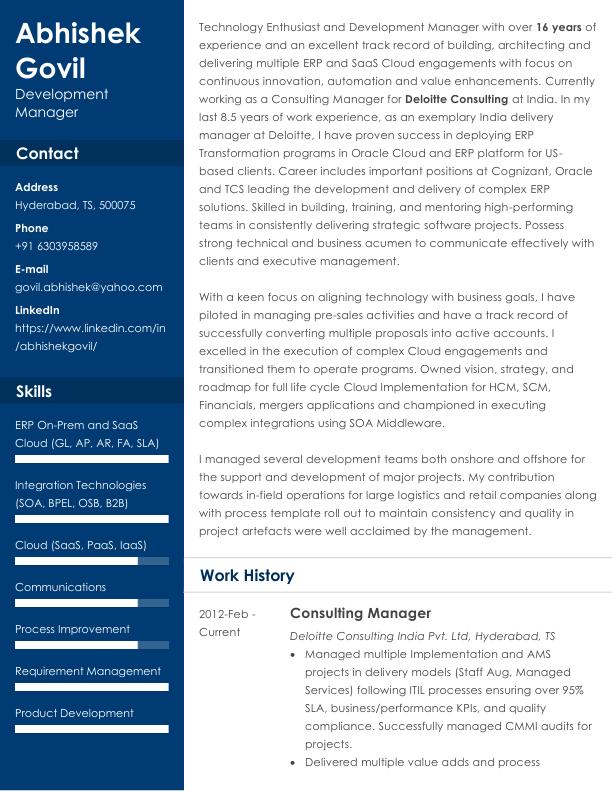 Abhishek
Govil
Development
Manager
Contact
Address
Hyderabad, TS, 500075
Phone
+91 6303958589
E-mail
govil.abhishek@yahoo.com
LinkedIn
https://www.linkedin.com/in
/abhishekgovil/
Skills
ERP On-Prem and SaaS
Cloud (GL, AP, AR, FA, SLA)
Integration Technologies
(SOA, BPEL, OSB, B2B)
Cloud (SaaS, PaaS, IaaS)
Communications
Process Improvement
Requirement Management
Product Development
Technology Enthusiast and Development Manager with over 16 years of
experience and an excellent track record of building, architecting and
delivering multiple ERP and SaaS Cloud engagements with focus on
continuous innovation, automation and value enhancements. Currently
working as a Consulting Manager for Deloitte Consulting at India. In my
last 8.5 years of work experience, as an exemplary India delivery
manager at Deloitte, I have proven success in deploying ERP
Transformation programs in Oracle Cloud and ERP platform for US-
based clients. Career includes important positions at Cognizant, Oracle
and TCS leading the development and delivery of complex ERP
solutions. Skilled in building, training, and mentoring high-performing
teams in consistently delivering strategic software projects. Possess
strong technical and business acumen to communicate effectively with
clients and executive management.
With a keen focus on aligning technology with business goals, I have
piloted in managing pre-sales activities and have a track record of
successfully converting multiple proposals into active accounts. I
excelled in the execution of complex Cloud engagements and
transitioned them to operate programs. Owned vision, strategy, and
roadmap for full life cycle Cloud Implementation for HCM, SCM,
Financials, mergers applications and championed in executing
complex integrations using SOA Middleware.
I managed several development teams both onshore and offshore for
the support and development of major projects. My contribution
towards in-field operations for large logistics and retail companies along
with process template roll out to maintain consistency and quality in
project artefacts were well acclaimed by the management.
Work History
2012-Feb -
Current
Consulting Manager
Deloitte Consulting India Pvt. Ltd, Hyderabad, TS
• Managed multiple Implementation and AMS
projects in delivery models (Staff Aug, Managed
Services) following ITIL processes ensuring over 95%
SLA, business/performance KPIs, and quality
compliance. Successfully managed CMMI audits for
projects.
• Delivered multiple value adds and process